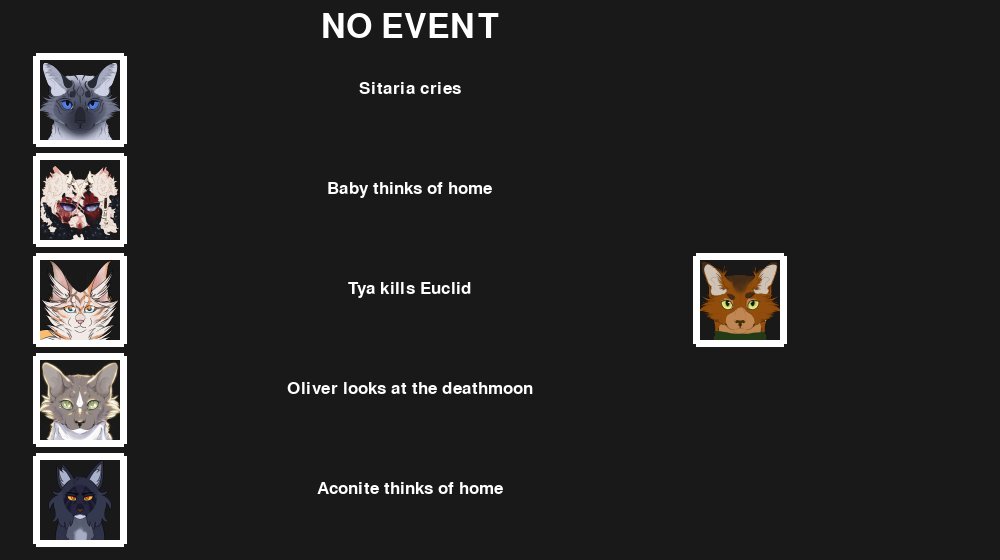 NO EVENT
Sitaria cries
Baby thinks of home
Tya kills Euclid
Oliver looks at the deathmoon
Aconite thinks of home